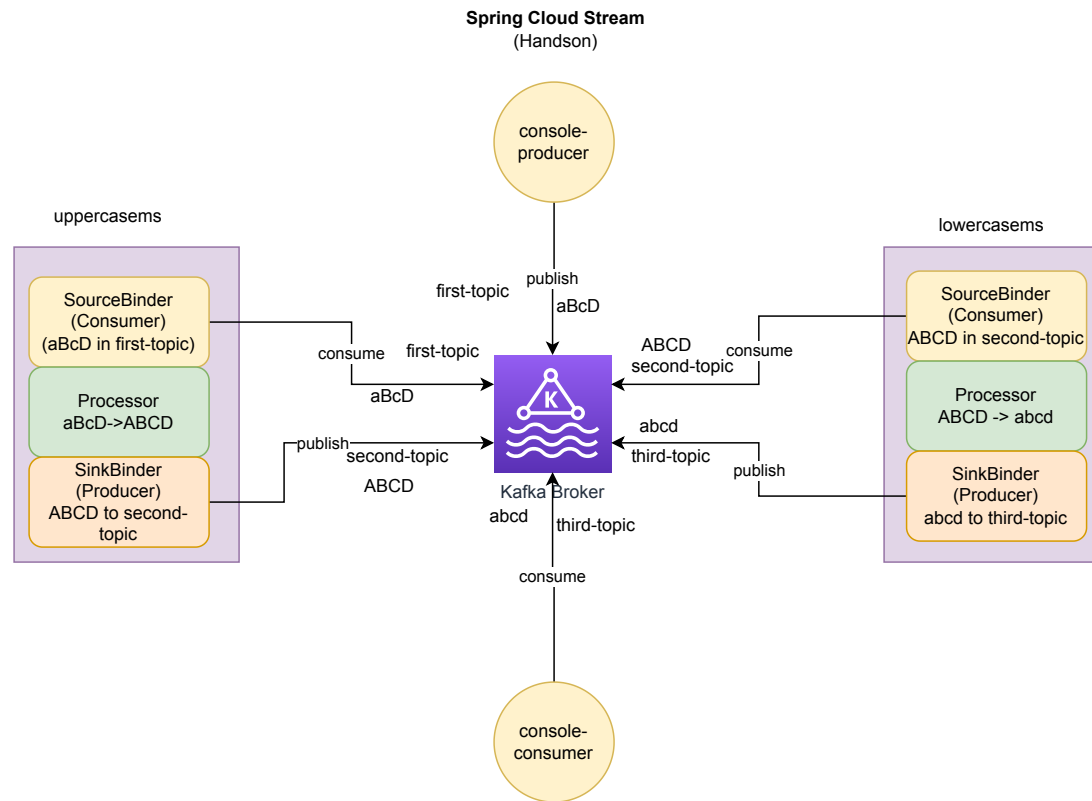 Spring Cloud Stream
(Handson)
console-
producer
uppercasems
lowercasems
SourceBinder
(Consumer)
(aBcD in first-topic)
Processor
aBcD->ABCD
SinkBinder
(Producer)
ABCD to second-
topic
publish
first-topic
aBcD
consume
first-topic
aBcD
publish
second-topic
ABCD
K
Kafka Broker
ABCD
second-topic
consume
abcd
third-topic
publish
SourceBinder
(Consumer)
ABCD in second-topic
Processor
ABCD -> abcd
SinkBinder
(Producer)
abcd to third-topic
abcd
third-topic
consume
console-
consumer